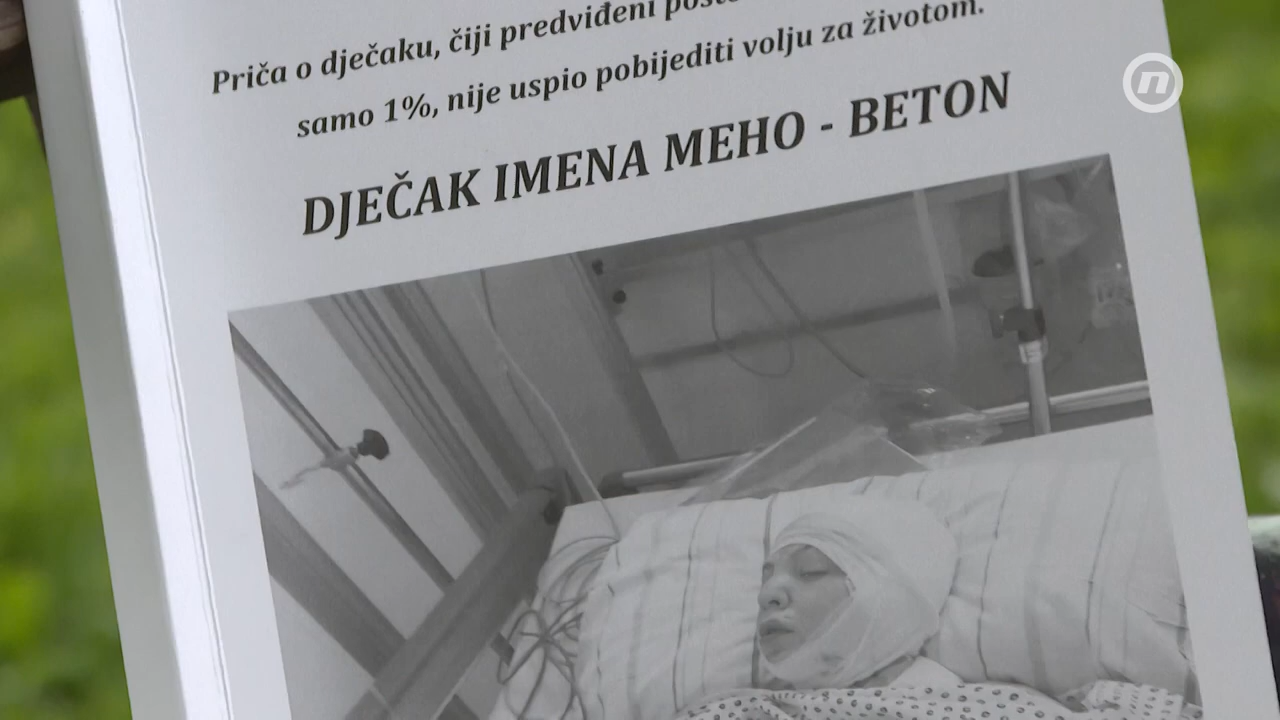 Priča o dječaku, čiji predviđeni
samo 1%, nije uspio pobijediti volju za životom.
DJEČAK IMENA MEHO - BETON
n